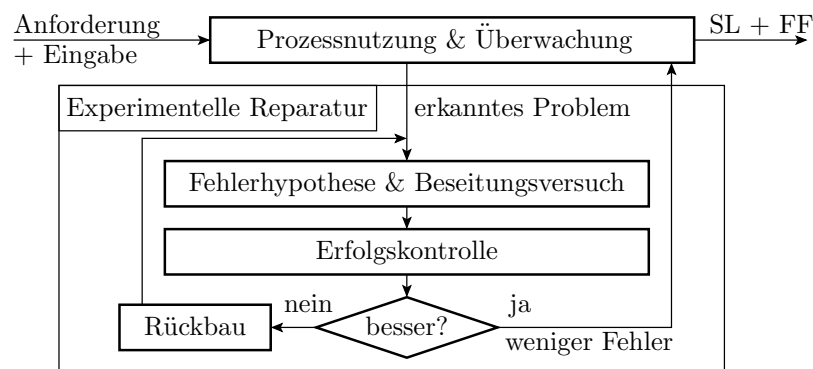 Anforderung
+ Eingabe
Prozessnutzung & Überwachung
SL + FF
Experimentelle Reparatur
erkanntes Problem
Fehlerhypothese & Beseitungsversuch
Erfolgskontrolle
nein
ja
Rückbau
besser?
weniger Fehler